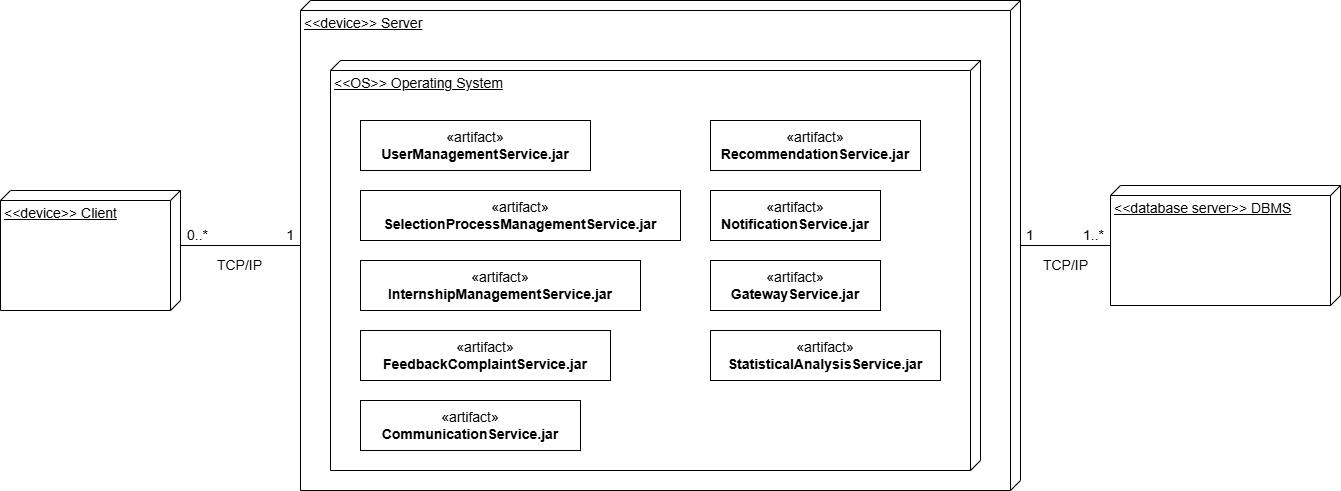 <<device>> Server
<<OS>> Operating System
«artifact»
UserManagementService.jar
«artifact»
RecommendationService.jar
«artifact»
SelectionProcessManagementService.jar
«artifact»
NotificationService.jar
«artifact»
InternshipManagementService.jar
«artifact»
GatewayService.jar
«artifact»
FeedbackComplaintService.jar
«artifact»
StatisticalAnalysisService.jar
«artifact»
CommunicationService.jar
<<device>> Client
0..*
1
TCP/IP
1
1..*
TCP/IP
<<database server>> DBMS